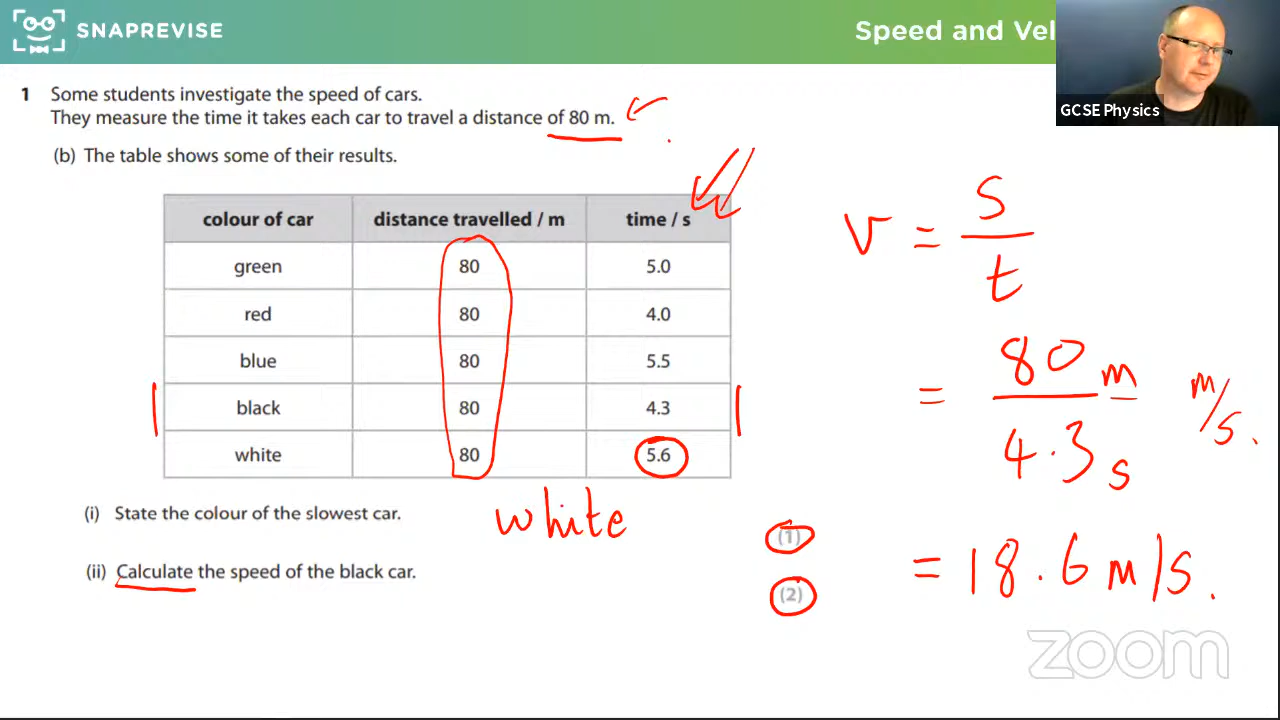 SNAPREVISE
Speed and Vel
GCSE Physics
1 Some students investigate the speed of cars.
They measure the time it takes each car to travel a distance of 80 m.
(b) The table shows some of their results.
colour of car distance travelled / m time / s
green 80 5.0
red 80 4.0
blue 80 5.5
black 80 4.3
white 80 5.6
(i) State the colour of the slowest car.
white
(1)
(ii) Calculate the speed of the black car.
(2)
v = s
t
= 80 m
4.3 s
m/s.
= 18.6 m/s.
zoom